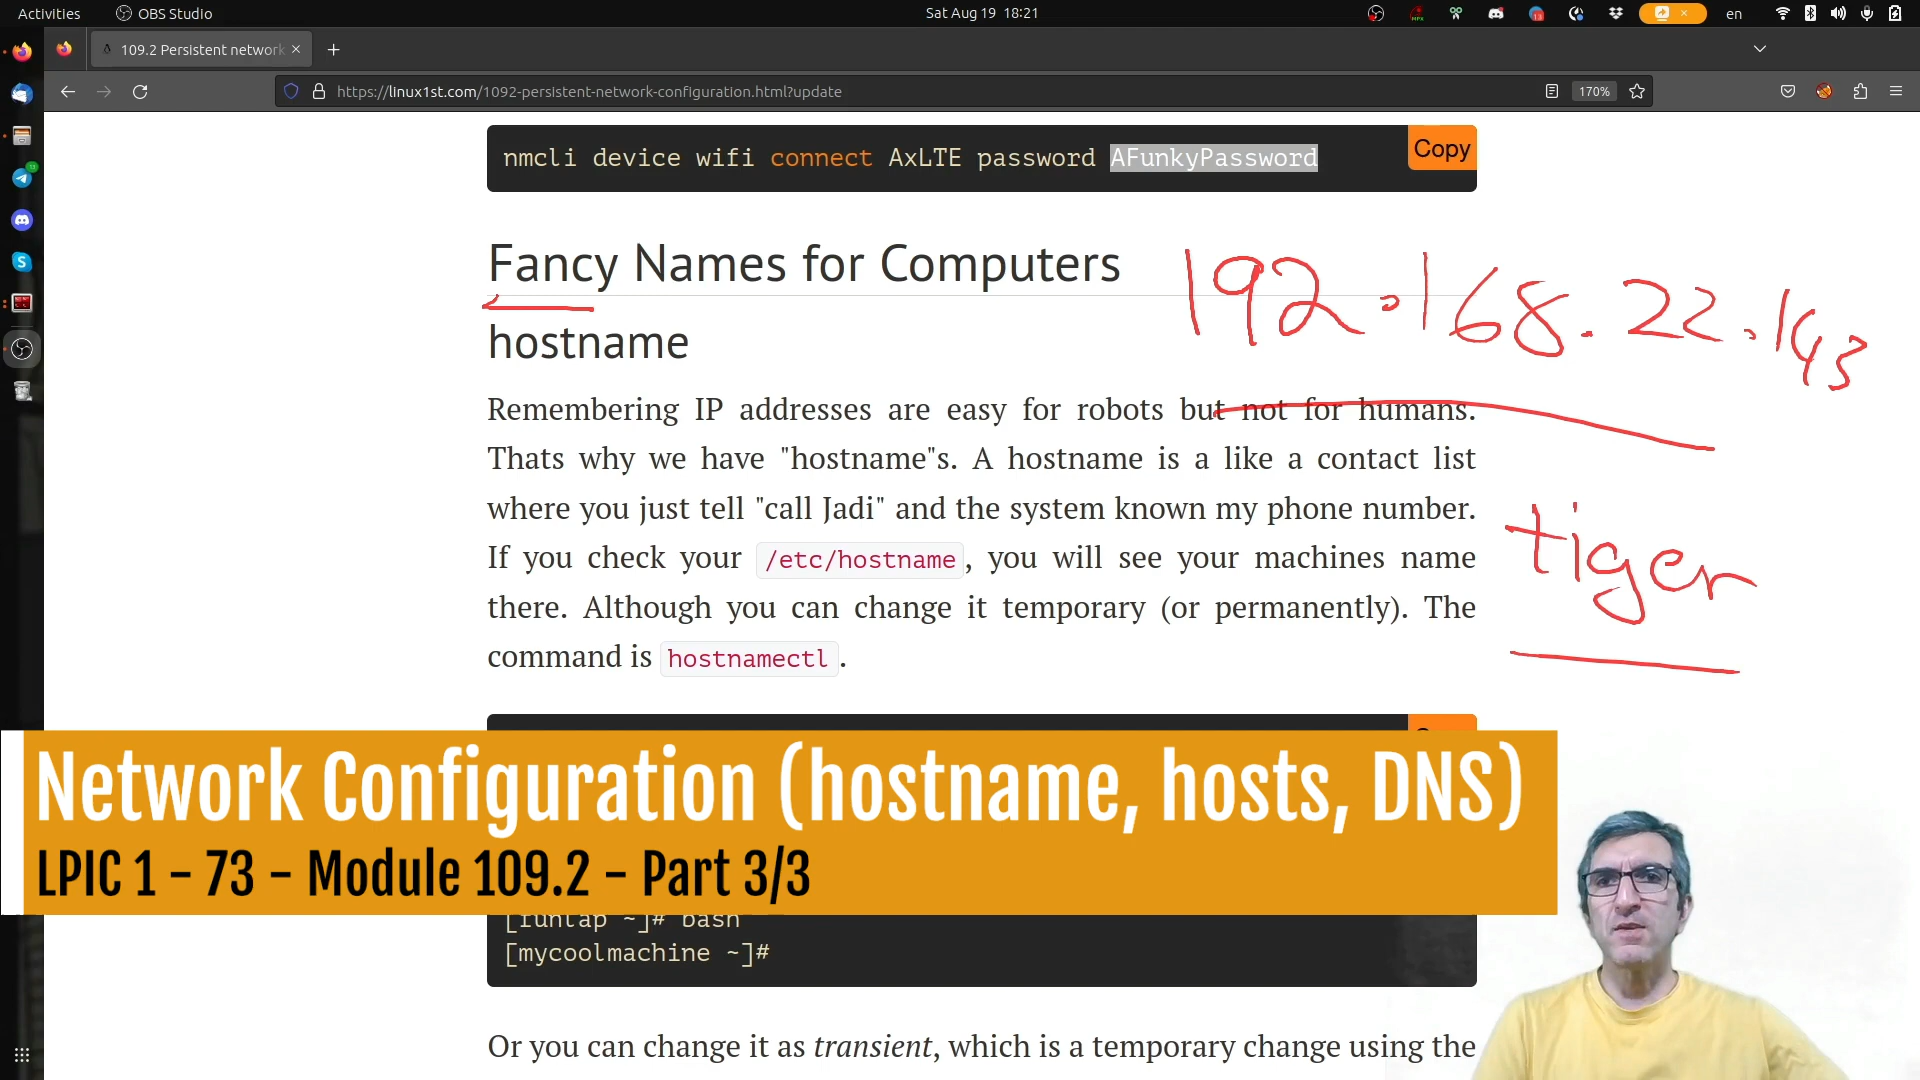 Activities
OBS Studio
Sat Aug 19 18:21
en
109.2 Persistent network
https://linux1st.com/1092-persistent-network-configuration.html?update
170%
nmcli device wifi connect AxLTE password AFunkyPassword
Copy
Fancy Names for Computers
192.168.22.143
hostname
Remembering IP addresses are easy for robots but not for humans.
Thats why we have "hostname"s. A hostname is a like a contact list
where you just tell "call Jadi" and the system known my phone number.
If you check your /etc/hostname, you will see your machines name
there. Although you can change it temporary (or permanently). The
command is hostnamectl.
tiger
Network Configuration (hostname, hosts, DNS)
LPIC 1 - 73 - Module 109.2 - Part 3/3
[funlap ~]# bash
[mycoolmachine ~]#
Or you can change it as transient, which is a temporary change using the